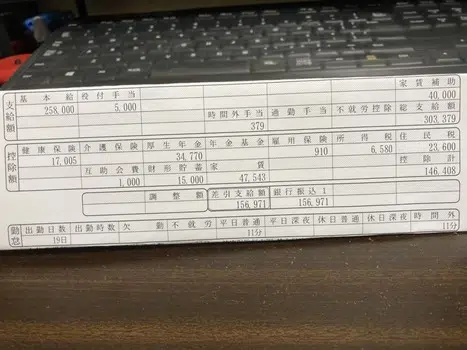 支給額
基本給 役付手当 家賃補助
258,000 5,000 40,000
時間外手当 通勤手当 不就労控除 総支給額
379 303,379
控除額
健康保険 介護保険 厚生年金 年金基金 雇用保険 所得税 住民税
17,005 34,770 910 6,580 23,600
互助会費 財形貯蓄 家賃 控除計
1,000 15,000 47,543 146,408
調整額 差引支給額 銀行振込1
156,971 156,971
勤怠
出勤日数 出勤時数 欠勤 不就労 平日普通 平日深夜 休日普通 休日深夜 時間外
19日 11分 11分